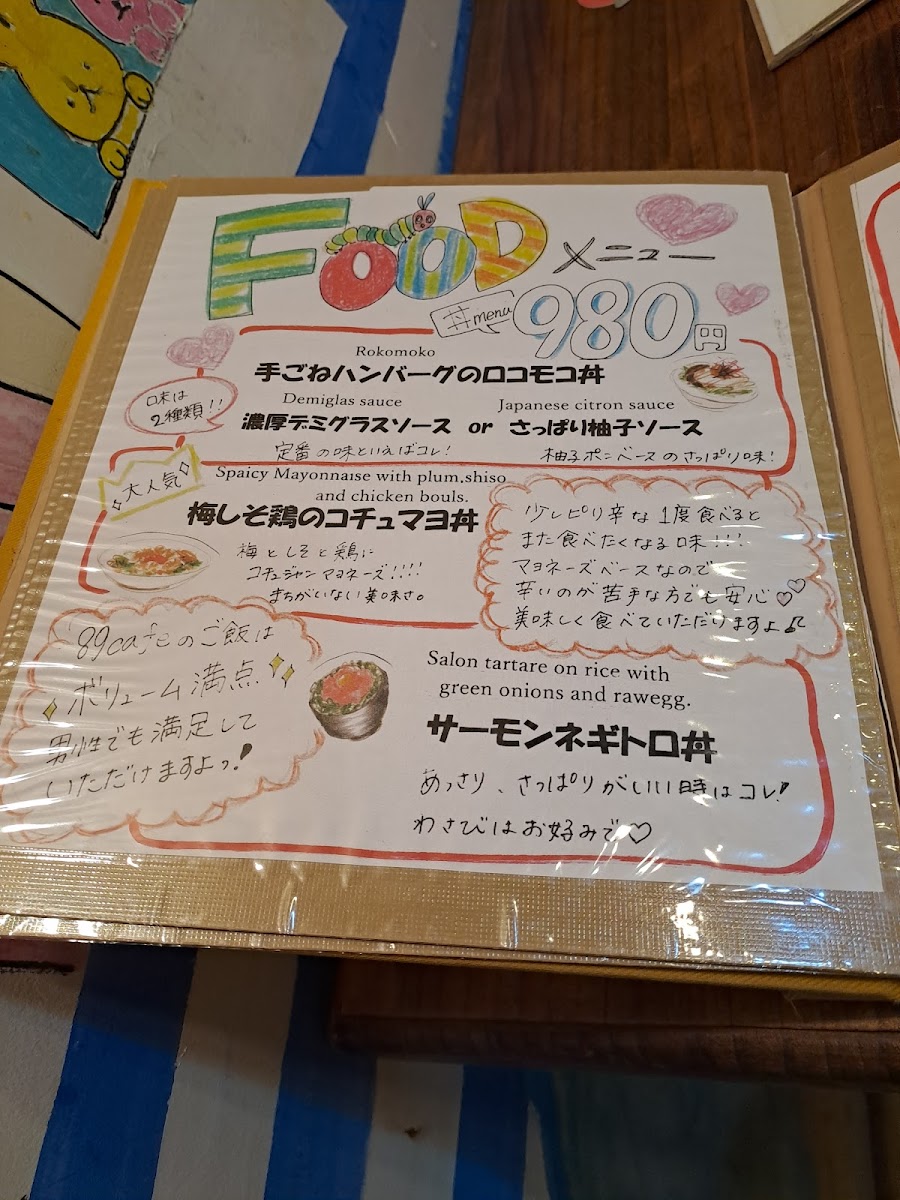 FOOD メニュー
丼menu 980円
Rokomoko
手ごねハンバーグのロコモコ丼
口味は
2種類!!
Demiglas sauce
Japanese citron sauce
濃厚デミグラスソース or さっぱり柚子ソース
定番の味といえばコレ!
柚子ポンベースのさっぱり味!
大人気
Spaicy Mayonnaise with plum,shiso
and chicken bouls.
梅しそ鶏のコチュマヨ丼
梅としそと鶏に
コチュジャンマヨネーズ!!!!
まちがいない美味さ。
少しピリ辛な1度食べると
また食べたくなる味!!!
マヨネーズベースなので
辛いのが苦手な方でも安心♡♡
美味しく食べていただけますよ♫
89cafeのご飯は
ボリューム満点
男性でも満足して
いただけますよっ!
Salon tartare on rice with
green onions and rawegg.
サーモンネギトロ丼
あっさり、さっぱりがいい時はコレ!
わさびはお好みで♡